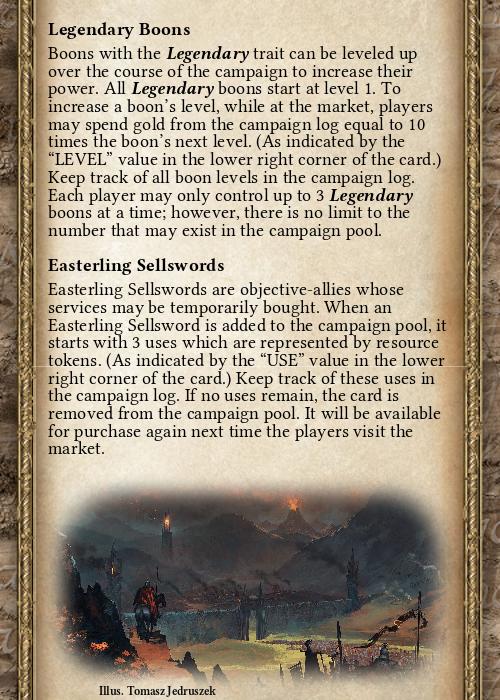 Legendary Boons
Boons with the Legendary trait can be leveled up
over the course of the campaign to increase their
power. All Legendary boons start at level 1. To
increase a boon's level, while at the market, players
may spend gold from the campaign log equal to 10
times the boon's next level. (As indicated by the
“LEVEL” value in the lower right corner of the card.)
Keep track of all boon levels in the campaign log.
Each player may only control up to 3 Legendary
boons at a time; however, there is no limit to the
number that may exist in the campaign pool.
Easterling Sellswords
Easterling Sellswords are objective-allies whose
services may be temporarily bought. When an
Easterling Sellsword is added to the campaign pool, it
starts with 3 uses which are represented by resource
tokens. (As indicated by the “USE” value in the lower
right corner of the card.) Keep track of these uses in
the campaign log. If no uses remain, the card is
removed from the campaign pool. It will be available
for purchase again next time the players visit the
market.
Illus. Tomasz Jedruszek